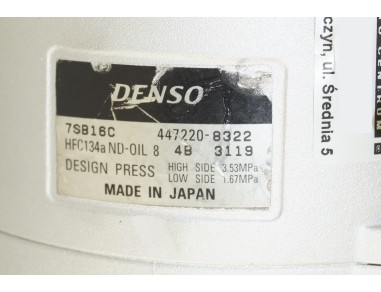 DENSO
7SB16C 447220-8322
HFC134a ND-OIL 8 4B 3119
DESIGN PRESS HIGH SIDE 3.53MPa
LOW SIDE 1.67MPa
MADE IN JAPAN
czyn, ul. Średnia 5